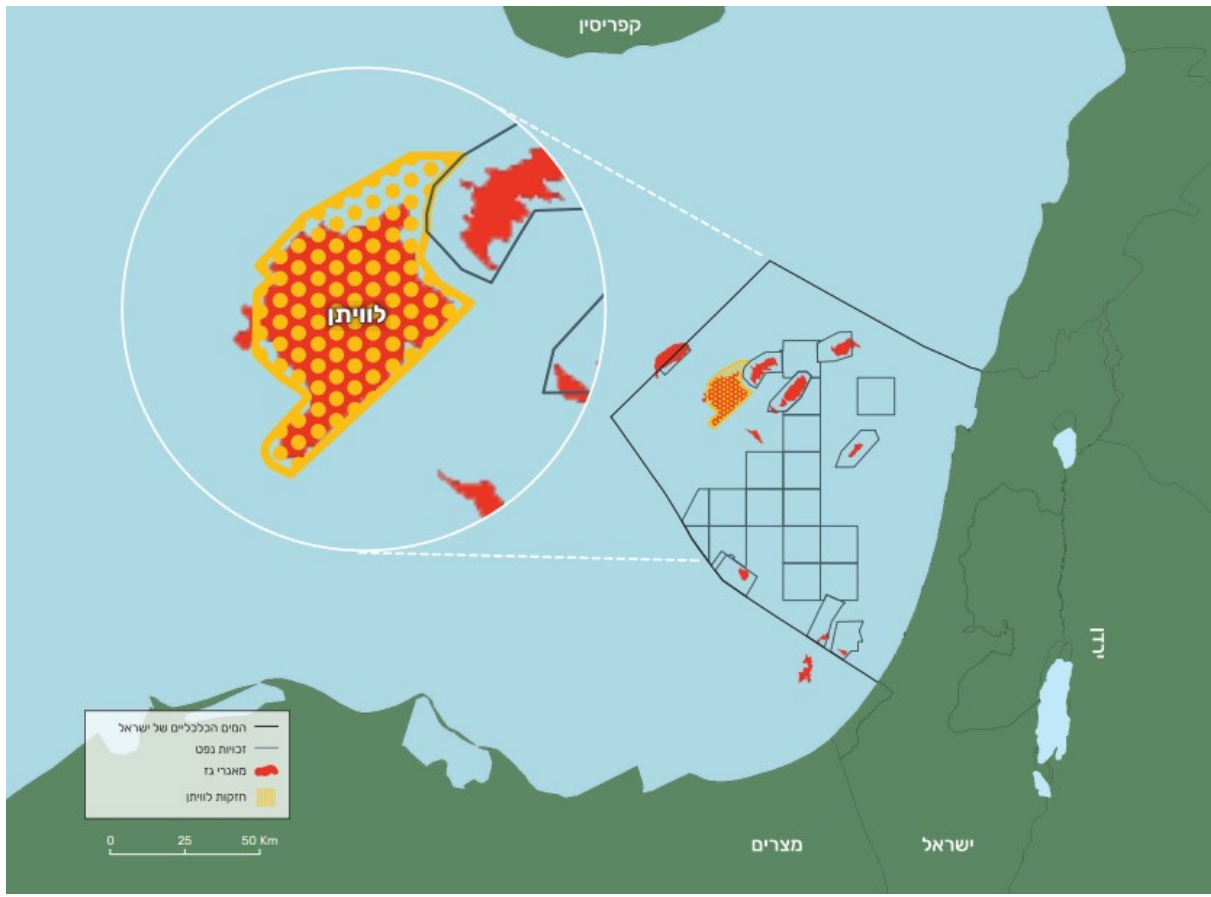 קפריסין
לוויתן
ירדן
המים הכלכליים של ישראל
זכויות נפט
מאגרי גז
חזקות לוויתן
0 25 50 Km
מצרים
ישראל